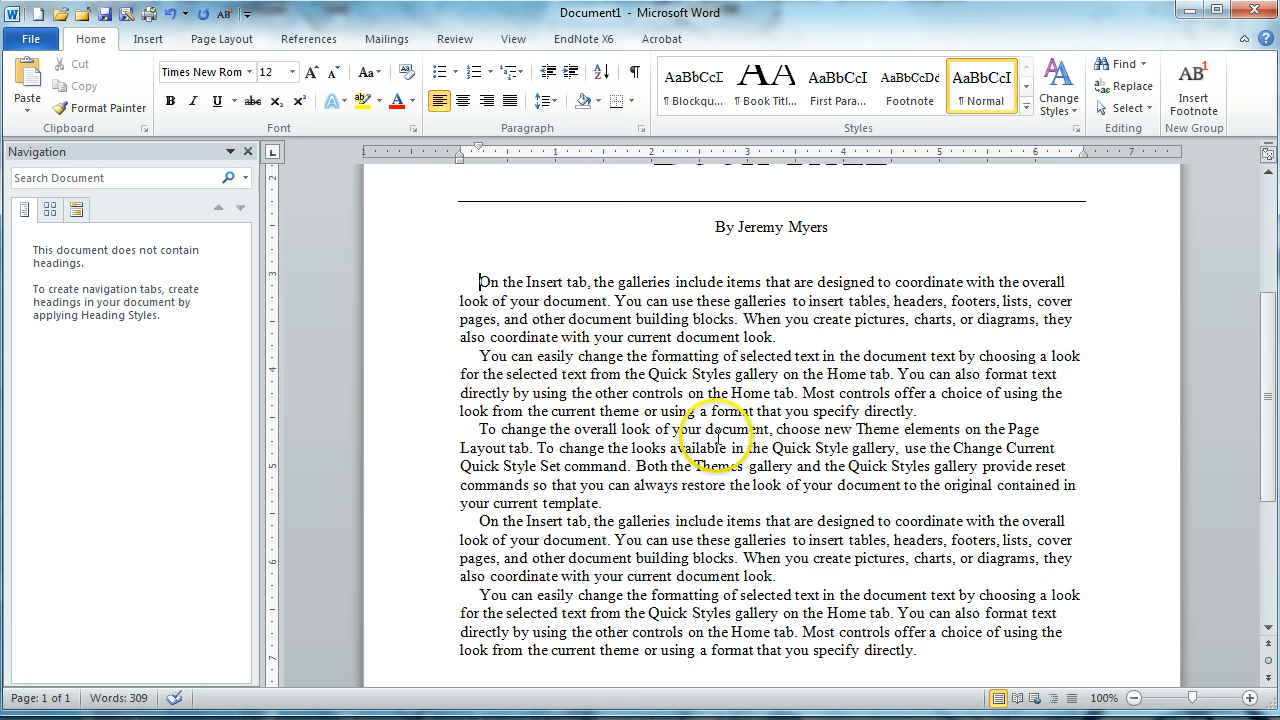 Document1 - Microsoft Word
File Home Insert Page Layout References Mailings Review View EndNote X6 Acrobat
Paste
Cut
Copy
Format Painter
Clipboard
Times New Rom 12
Font
Paragraph
AaBbCcI
¶ Blockqu...
AA
¶ Book Titl...
AaBbCcI
First-Para...
AaBbCcDd
Footnote
AaBbCcI
¶ Normal
Change
Styles
Styles
Find
Replace
Select
Editing
AB1
Insert
Footnote
New Group
Navigation
Search Document
This document does not contain
headings.
To create navigation tabs, create
headings in your document by
applying Heading Styles.
1 1 2 3 4 5 6 7
2
3
4
5
6
7
By Jeremy Myers
On the Insert tab, the galleries include items that are designed to coordinate with the overall
look of your document. You can use these galleries to insert tables, headers, footers, lists, cover
pages, and other document building blocks. When you create pictures, charts, or diagrams, they
also coordinate with your current document look.
You can easily change the formatting of selected text in the document text by choosing a look
for the selected text from the Quick Styles gallery on the Home tab. You can also format text
directly by using the other controls on the Home tab. Most controls offer a choice of using the
look from the current theme or using a format that you specify directly.
To change the overall look of your document, choose new Theme elements on the Page
Layout tab. To change the looks available in the Quick Style gallery, use the Change Current
Quick Style Set command. Both the Themes gallery and the Quick Styles gallery provide reset
commands so that you can always restore the look of your document to the original contained in
your current template.
On the Insert tab, the galleries include items that are designed to coordinate with the overall
look of your document. You can use these galleries to insert tables, headers, footers, lists, cover
pages, and other document building blocks. When you create pictures, charts, or diagrams, they
also coordinate with your current document look.
You can easily change the formatting of selected text in the document text by choosing a look
for the selected text from the Quick Styles gallery on the Home tab. You can also format text
directly by using the other controls on the Home tab. Most controls offer a choice of using the
look from the current theme or using a format that you specify directly.
Page: 1 of 1 Words: 309 100%